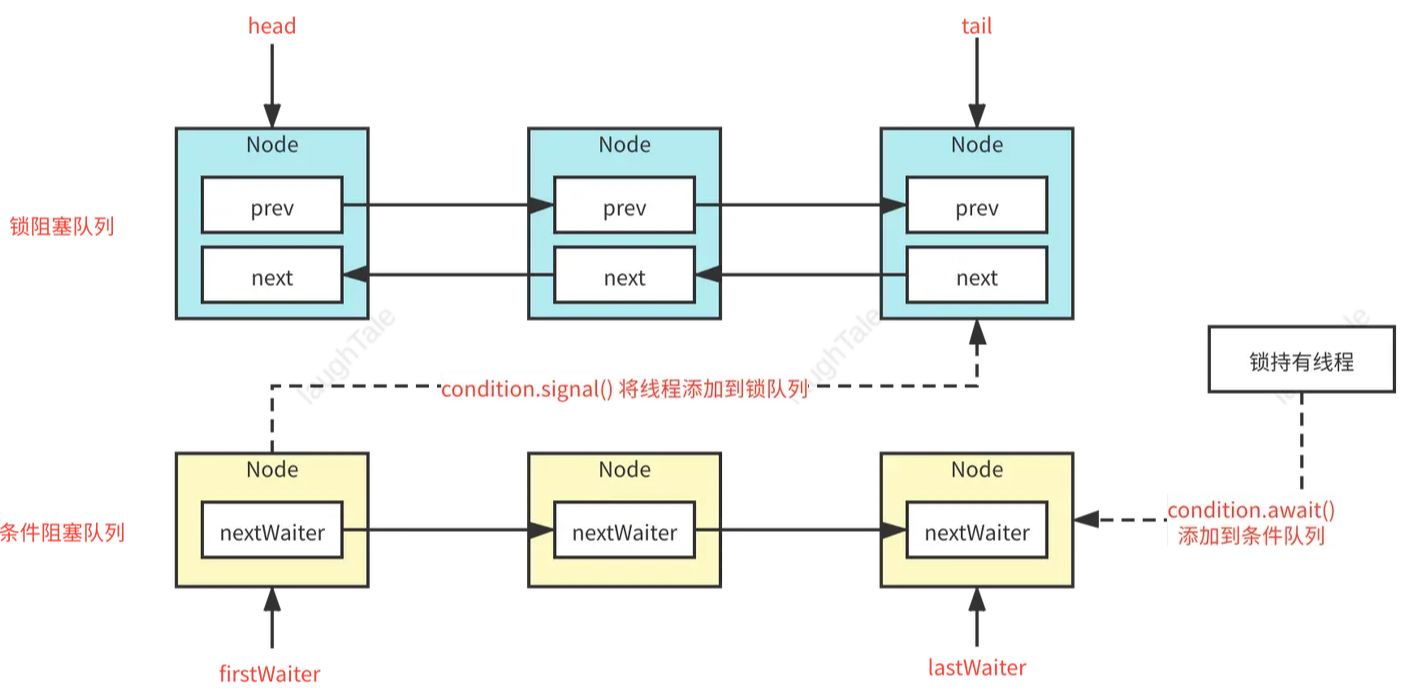 head
tail
Node
Node
Node
prev
prev
prev
锁阻塞队列
next
next
next
laughTale
ughTale
锁持有线程
condition.signal() 将线程添加到锁队列
Node
Node
Node
条件阻塞队列
nextWaiter
nextWaiter
nextWaiter
condition.await()
添加到条件队列
firstWaiter
lastWaiter